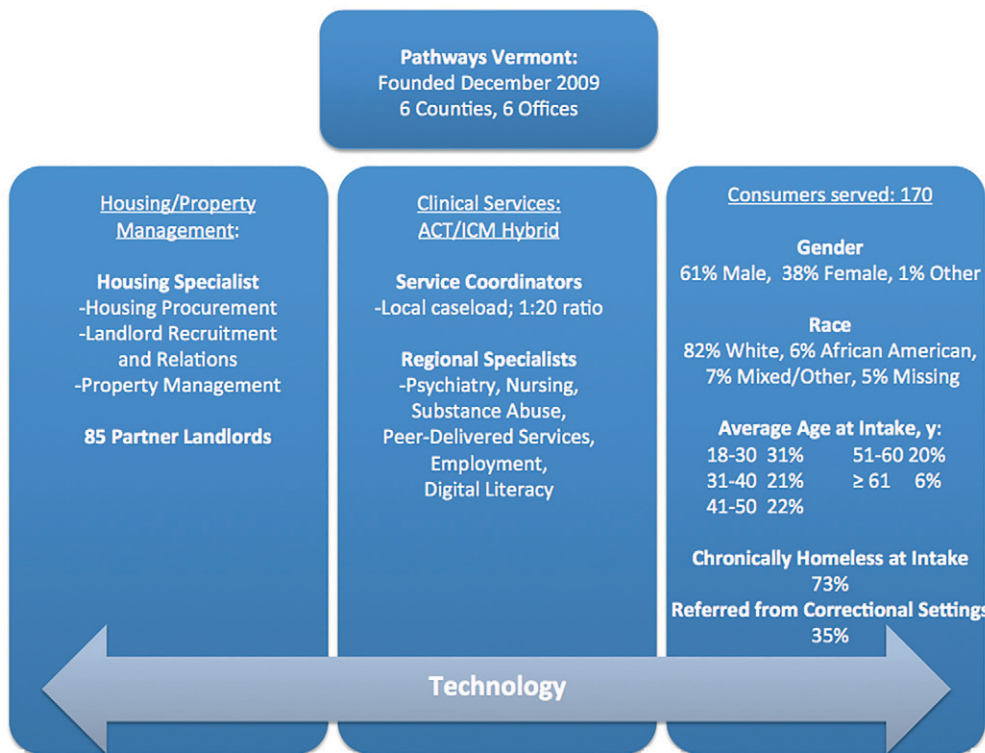 Pathways Vermont:
Founded December 2009
6 Counties, 6 Offices
Housing/Property
Management:
Housing Specialist
-Housing Procurement
-Landlord Recruitment
and Relations
-Property Management
85 Partner Landlords
Clinical Services:
ACT/ICM Hybrid
Service Coordinators
-Local caseload; 1:20 ratio
Regional Specialists
-Psychiatry, Nursing,
Substance Abuse,
Peer-Delivered Services,
Employment,
Digital Literacy
Consumers served: 170
Gender
61% Male, 38% Female, 1% Other
Race
82% White, 6% African American,
7% Mixed/Other, 5% Missing
Average Age at Intake, y:
18-30 31% 51-60 20%
31-40 21% ≥ 61 6%
41-50 22%
Chronically Homeless at Intake
73%
Referred from Correctional Settings
35%
Technology